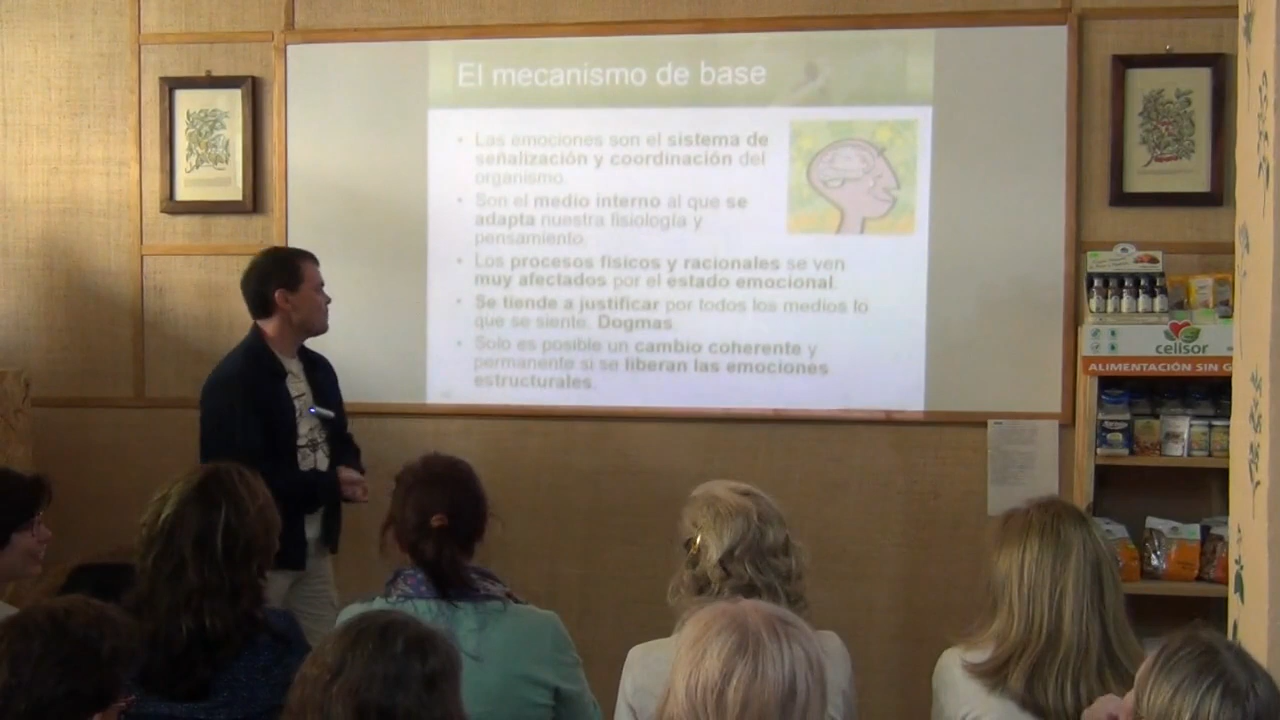 El mecanismo de base
• Las emociones son el sistema de
señalización y coordinación del
organismo.
• Son el medio interno al que se
adapta nuestra fisiología y
pensamiento.
• Los procesos físicos y racionales se ven
muy afectados por el estado emocional.
• Se tiende a justificar por todos los medios lo
que se siente. Dogmas.
• Solo es posible un cambio coherente y
permanente si se liberan las emociones
estructurales.
celisor
ALIMENTACIÓN SIN G